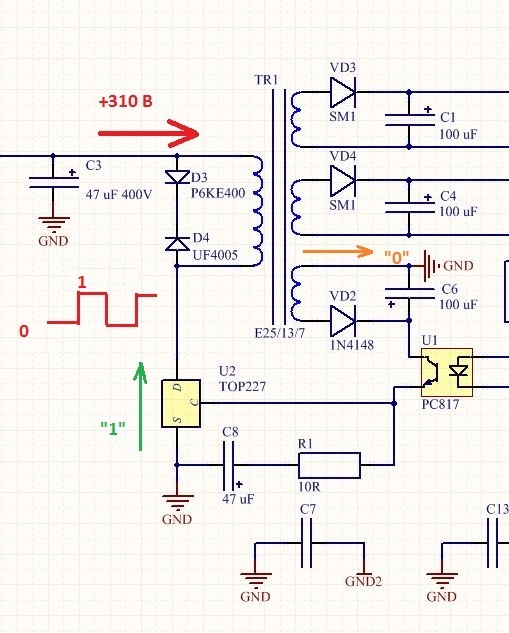 TR1
VD3
+310 В
SM1
C1
100 uF
C3
47 uF 400V
D3
P6KE400
VD4
SM1
C4
100 uF
GND
D4
UF4005
"0"
GND
1
0
VD2
C6
100 uF
E25/13/7
1N4148
U1
U2
TOP227
D
C
S
PC817
"1"
C8
R1
47 uF
10R
GND
C7
C13
GND
GND2
GND